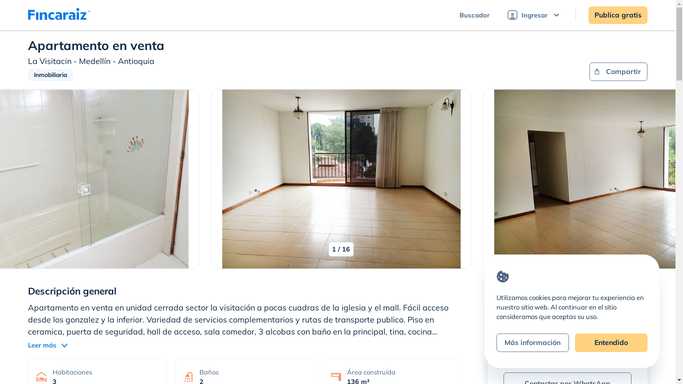 Fincaraiz
Buscador
Ingresar
Publica gratis
Apartamento en venta
La Visitacin - Medellín - Antioquia
Inmobiliaria
Compartir
1 / 16
Descripción general
Apartamento en venta en unidad cerrada sector la visitación a pocas cuadras de la iglesia y el mall. Fácil acceso
desde los gonzalez y la inferior. Variedad de servicios complementarios y rutas de transporte publico. Piso en
ceramica, puerta de seguridad, hall de acceso, sala comedor, 3 alcobas con baño en la principal, tina, cocina...
Leer más
Habitaciones
3
Baños
2
Área construida
136 m²
Utilizamos cookies para mejorar tu experiencia en
nuestro sitio web. Al continuar en el sitio
consideramos que aceptas su uso.
Más información
Entendido
Contactar por WhatsApp